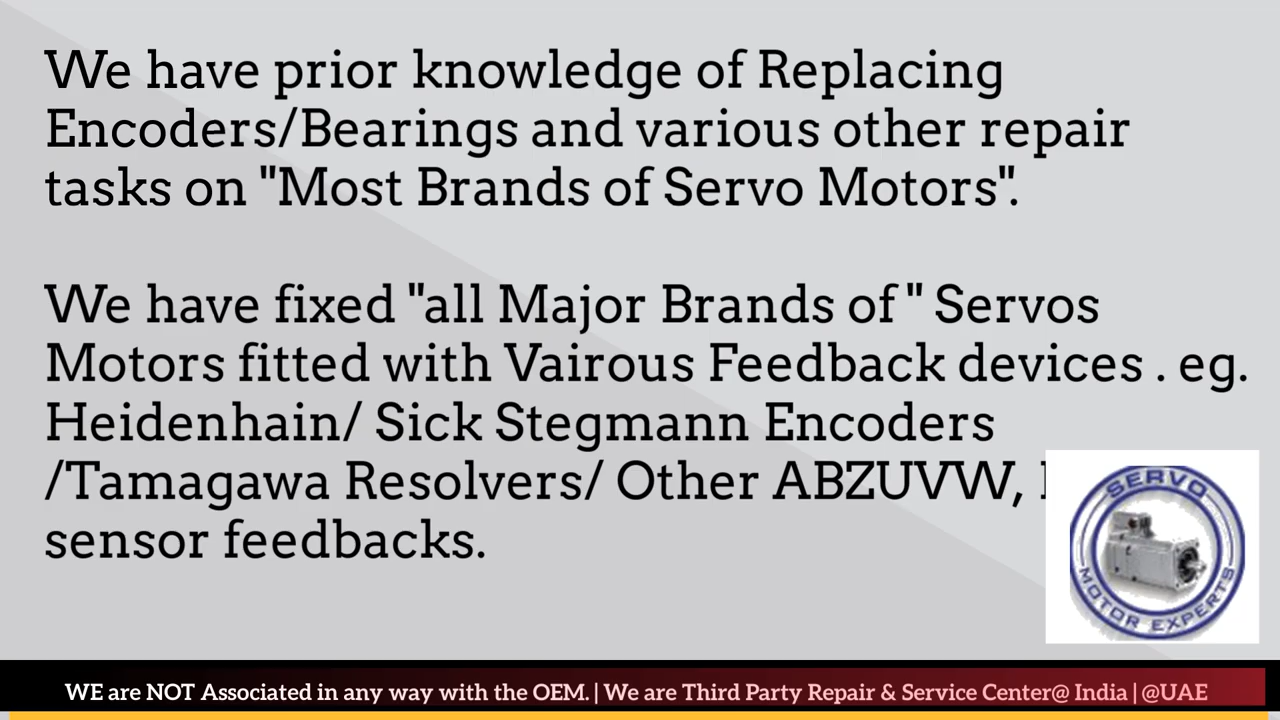 We have prior knowledge of Replacing
Encoders/Bearings and various other repair
tasks on "Most Brands of Servo Motors".
We have fixed "all Major Brands of " Servos
Motors fitted with Vairous Feedback devices . eg.
Heidenhain/ Sick Stegmann Encoders
/Tamagawa Resolvers/ Other ABZUVW,
sensor feedbacks.
SERVO
MOTOR EXPERTS
WE are NOT Associated in any way with the OEM. | We are Third Party Repair & Service Center@ India | @UAE